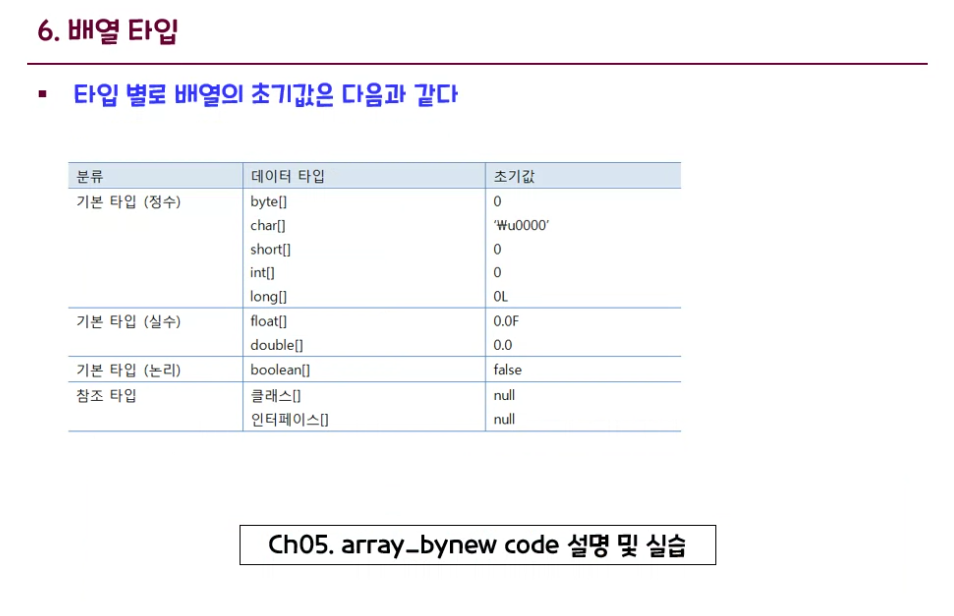 6. 배열 타입
▪ 타입 별로 배열의 초기값은 다음과 같다
분류 데이터 타입 초기값
기본 타입 (정수) byte[] 0
char[] '₩u0000'
short[] 0
int[] 0
long[] 0L
기본 타입 (실수) float[] 0.0F
double[] 0.0
기본 타입 (논리) boolean[] false
참조 타입 클래스[] null
인터페이스[] null
Ch05. array_bynew code 설명 및 실습